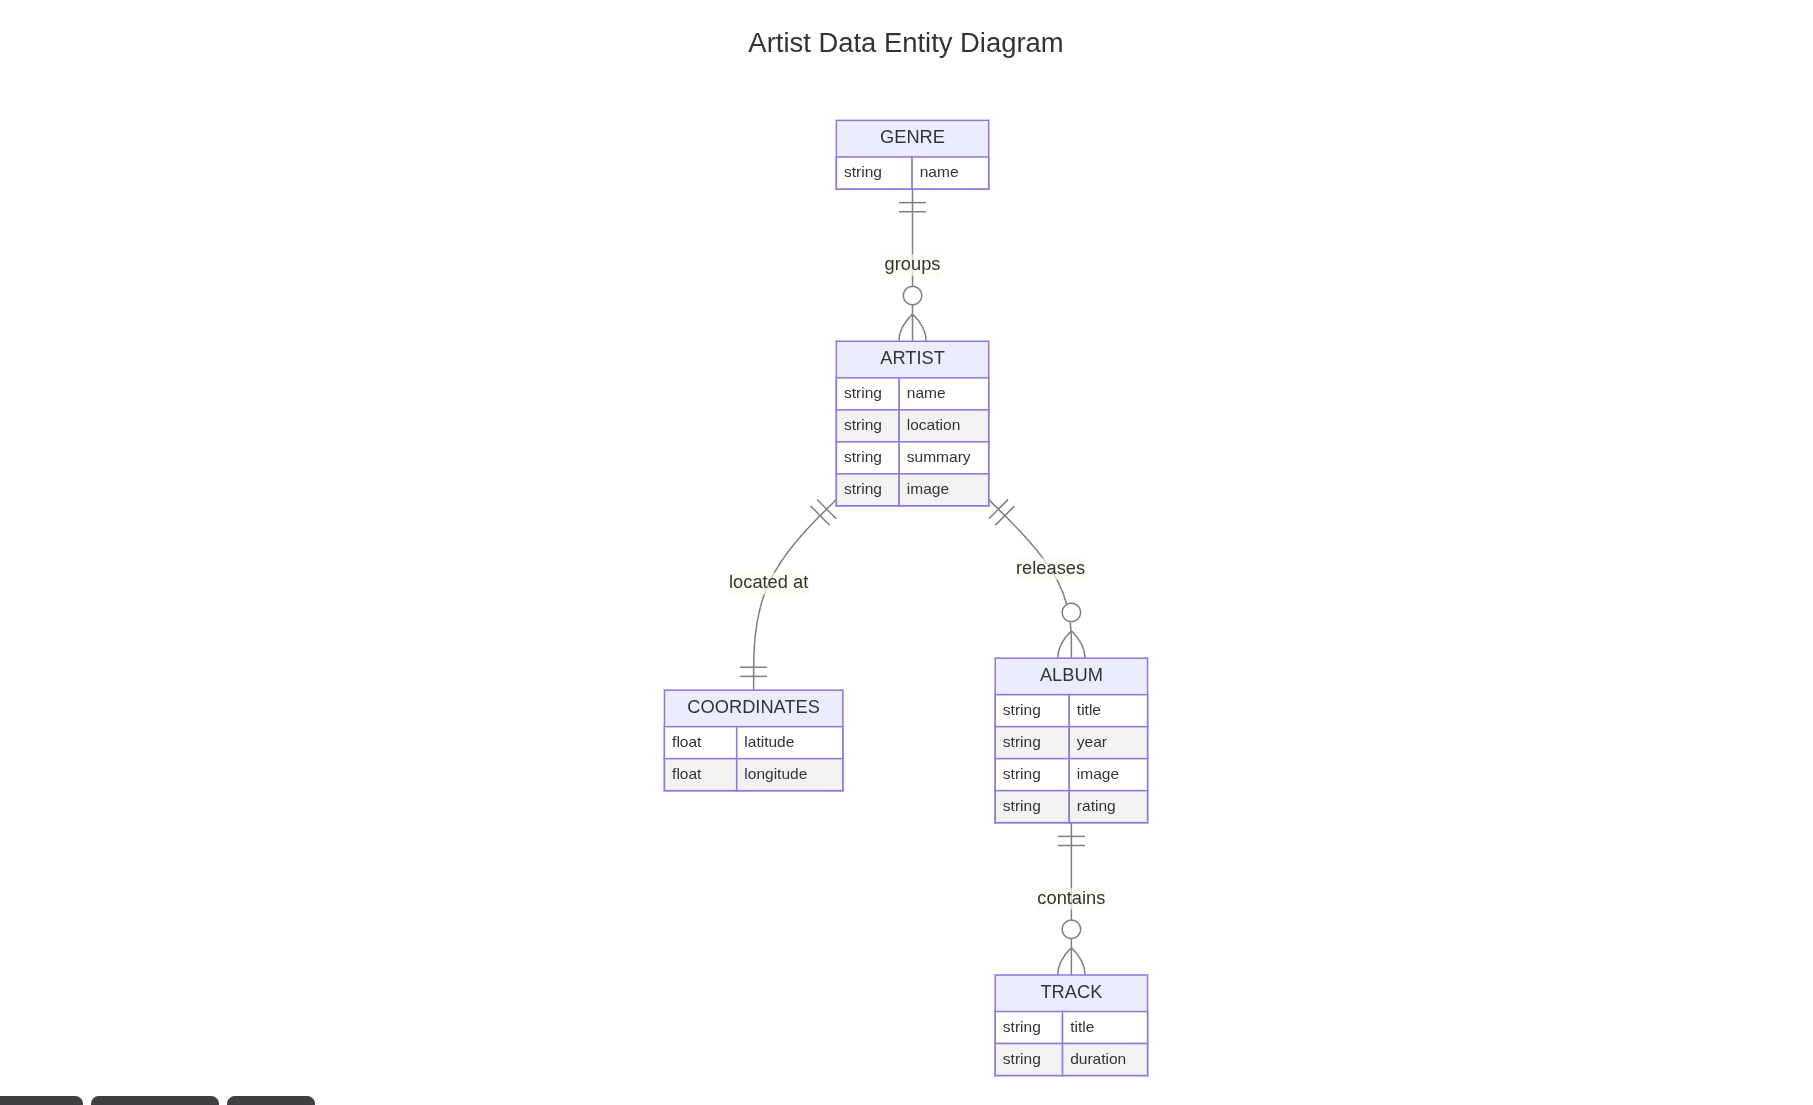 Artist Data Entity Diagram
GENRE
string name
groups
ARTIST
string name
string location
string summary
string image
located at
releases
COORDINATES
float latitude
float longitude
ALBUM
string title
string year
string image
string rating
contains
TRACK
string title
string duration